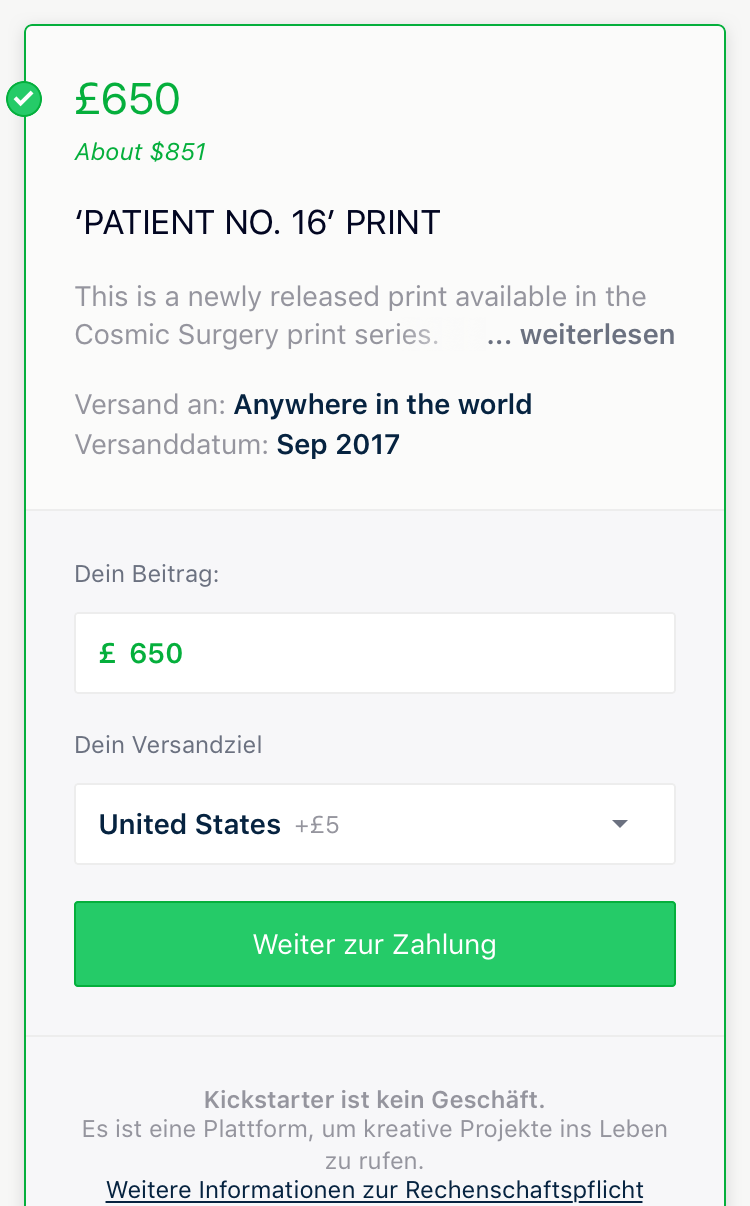 £650
About $851
‘PATIENT NO. 16’ PRINT
This is a newly released print available in the
Cosmic Surgery print series. ... weiterlesen
Versand an: Anywhere in the world
Versanddatum: Sep 2017
Dein Beitrag:
£ 650
Dein Versandziel
United States +£5
Weiter zur Zahlung
Kickstarter ist kein Geschäft.
Es ist eine Plattform, um kreative Projekte ins Leben
zu rufen.
Weitere Informationen zur Rechenschaftspflicht